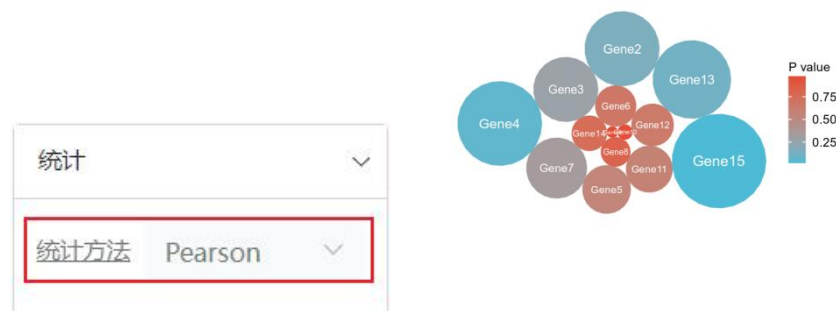 统计
统计方法 Pearson
Gene2
Gene13
Gene3
Gene6
Gene4
Gene12
Gene14
Gene8
Gene15
Gene7
Gene11
Gene5
P value
0.75
0.50
0.25